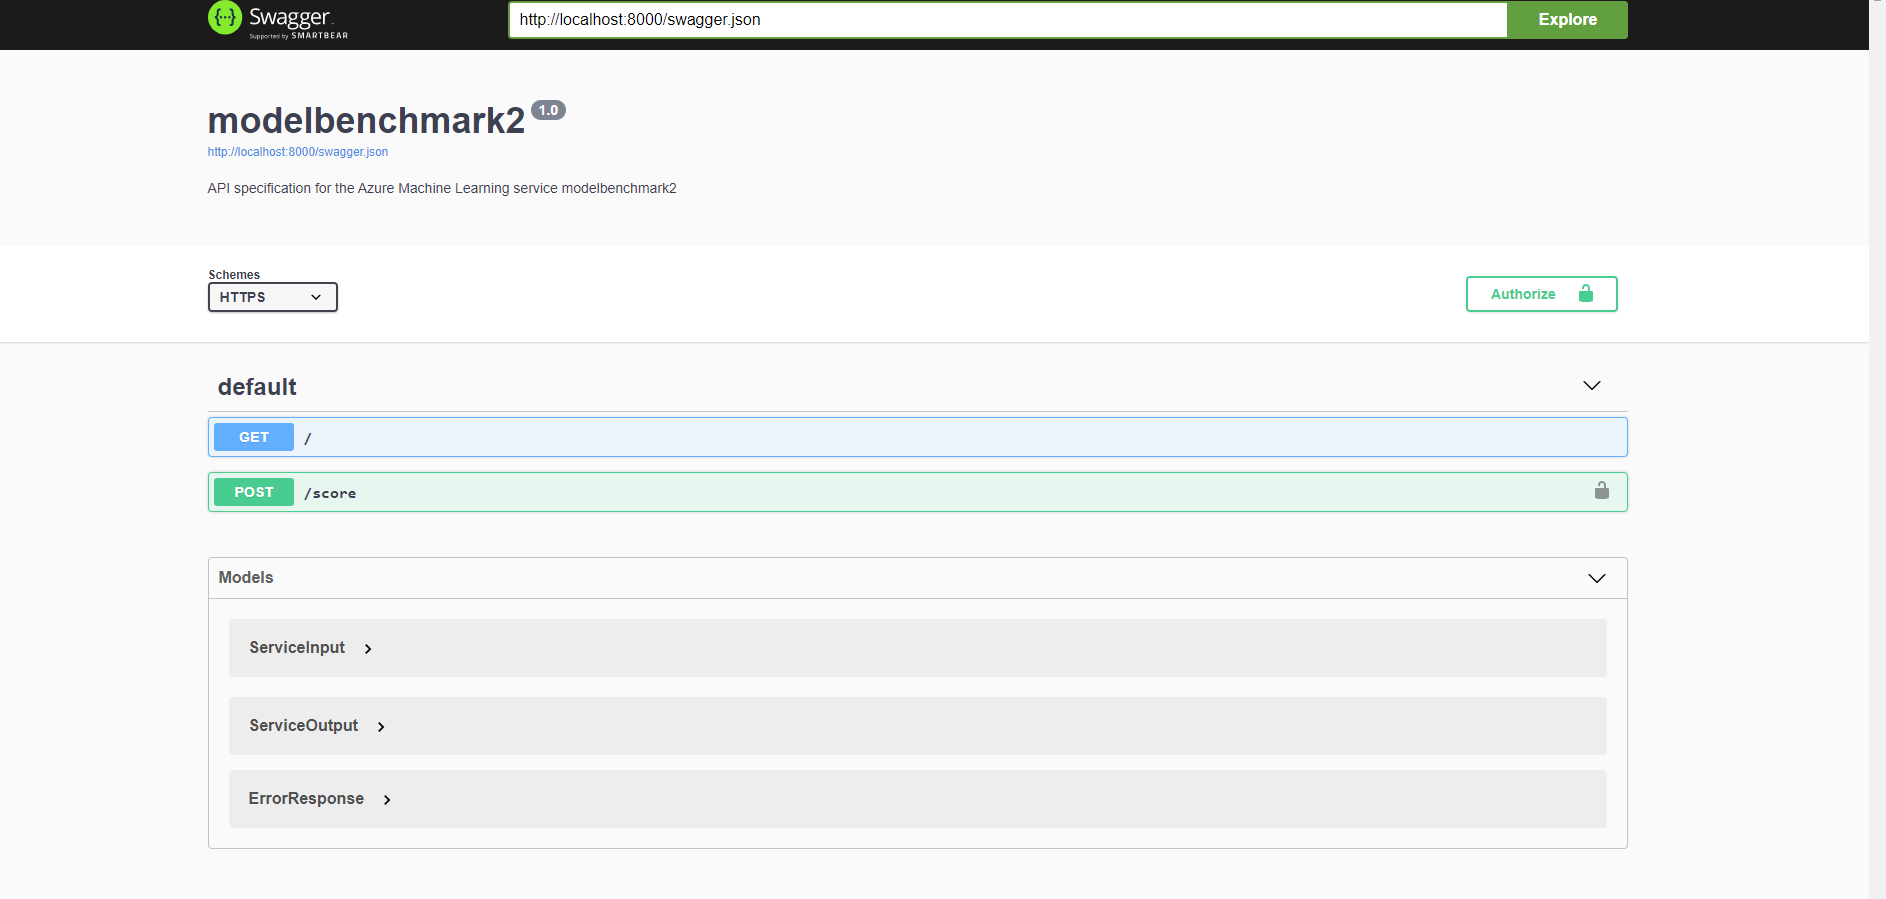 Swagger.
Supported by SMARTBEAR
http://localhost:8000/swagger.json
Explore
modelbenchmark2 1.0
http://localhost:8000/swagger.json
API specification for the Azure Machine Learning service modelbenchmark2
Schemes
HTTPS
Authorize
default
GET /
POST /score
Models
ServiceInput
ServiceOutput
ErrorResponse